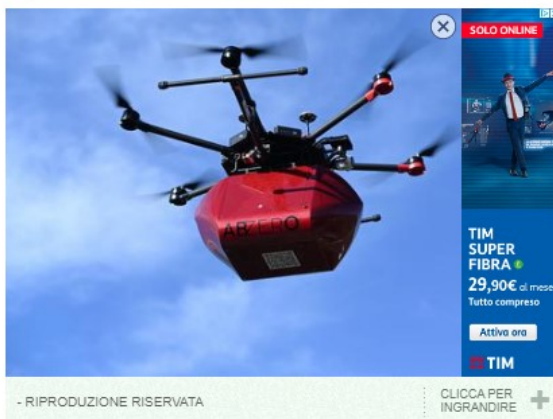 ABZERO
SOLO ONLINE
TIM
SUPER
FIBRA
29,90€ al mese
Tutto compreso
Attiva ora
TIM
- RIPRODUZIONE RISERVATA
CLICCA PER
INGRANDIRE